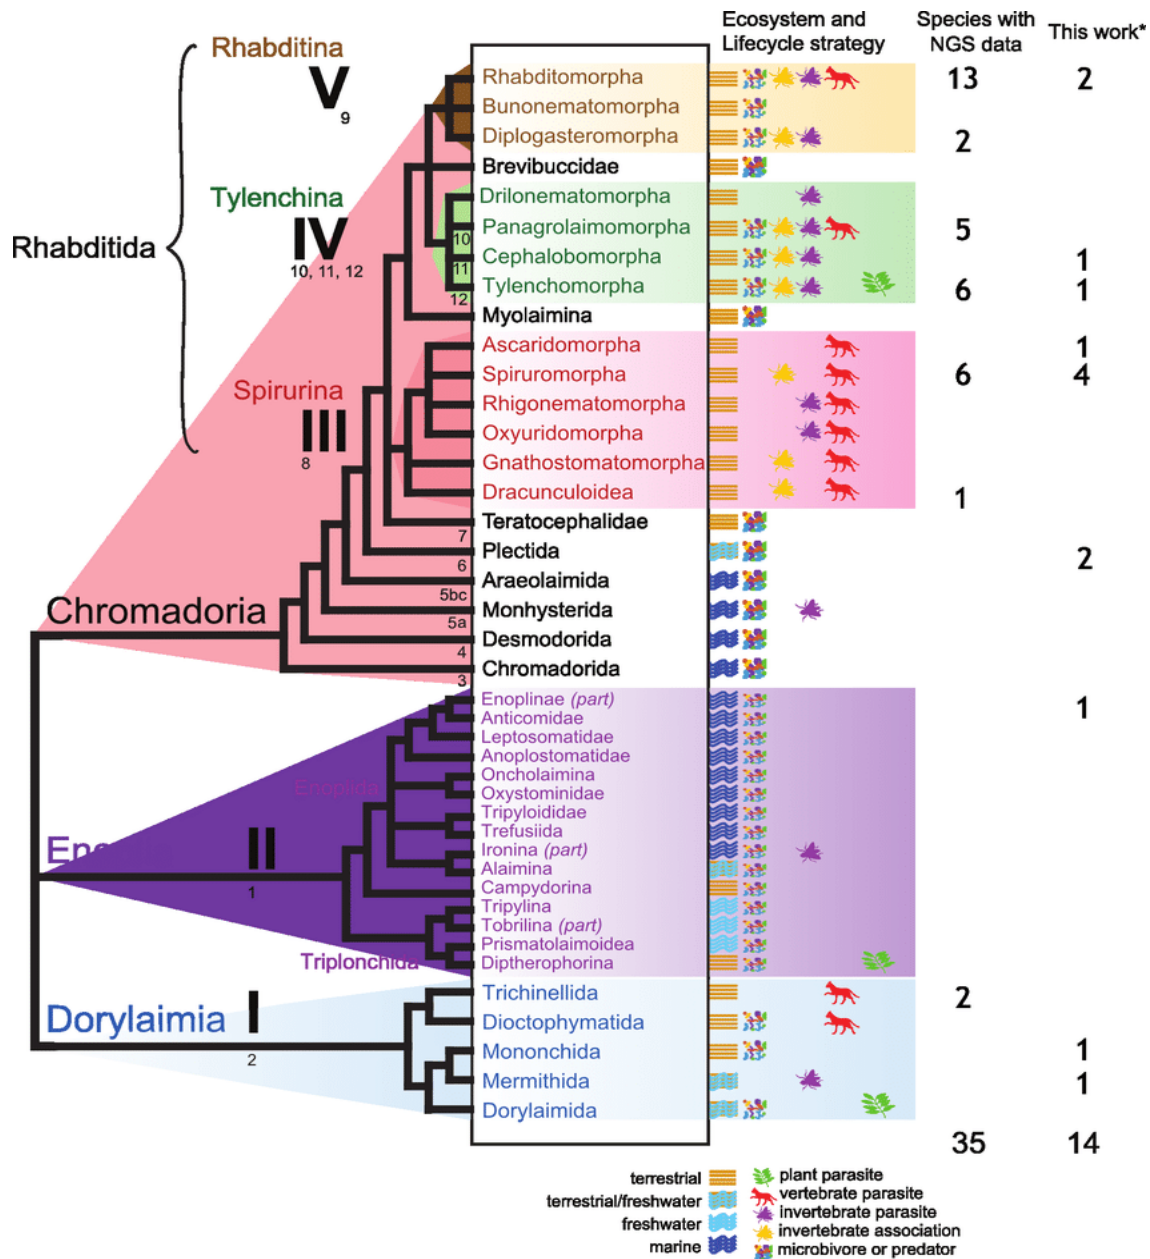 Ecosystem and
Lifecycle strategy
Species with
NGS data
This work*
Rhabditina
V
9
Rhabditomorpha 13 2
Bunonematomorpha
Diplogasteromorpha 2
Brevibuccidae
Tylenchina
IV
10, 11, 12
Rhabditida
Drilonematomorpha
Panagrolaimomorpha 5
10
Cephalobomorpha 1
11
Tylenchomorpha 6 1
12
Myolaimina
Spirurina
III
8
Ascaridomorpha 1
Spiruromorpha 6 4
Rhigonematomorpha
Oxyuridomorpha
Gnathostomatomorpha
Dracunculoidea 1
Teratocephalidae
7
Plectida 2
6
Araeolaimida
5bc
Chromadoria
Monhysterida
5a
Desmodorida
4
Chromadorida
3
Enoplinae (part) 1
Anticomidae
Leptosomatidae
Anoplostomatidae
Oncholaimina
Enoplida
Oxystominidae
Tripyloididae
Trefusiida
Ironina (part)
II
1
Alaimina
Campydorina
Tripylina
Tobrilina (part)
Prismatolaimoidea
Triplonchida
Diptherophorina
Dorylaimia
I
2
Trichinellida 2
Dioctophymatida
Mononchida 1
Mermithida 1
Dorylaimida
35 14
terrestrial
terrestrial/freshwater
freshwater
marine
plant parasite
vertebrate parasite
invertebrate parasite
invertebrate association
microbivore or predator